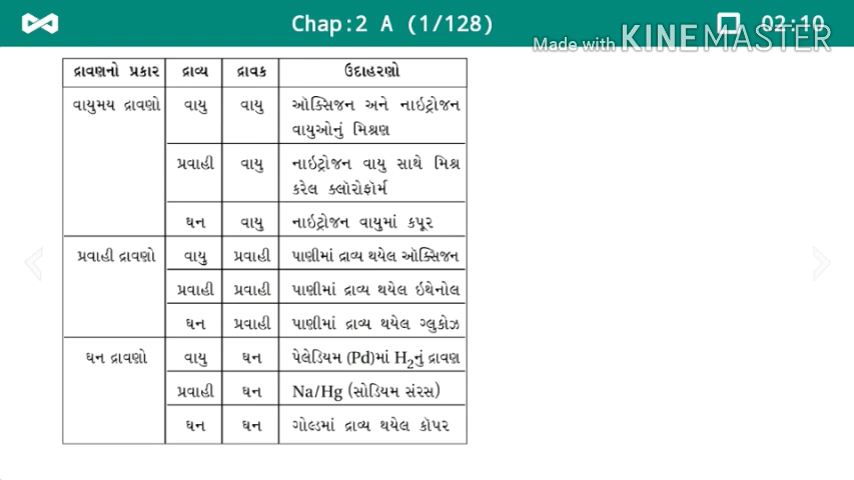 Chap:2 A (1/128)
02:10
Made with KINEMASTER
દ્રાવણનો પ્રકાર દ્રાવ્ય દ્રાવક ઉદાહરણો
વાયુમય દ્રાવણો વાયુ વાયુ ઑક્સિજન અને નાઇટ્રોજન
વાયુઓનું મિશ્રણ
પ્રવાહી વાયુ નાઇટ્રોજન વાયુ સાથે મિશ્ર
કરેલ ક્લૉરોફૉર્મ
ઘન વાયુ નાઇટ્રોજન વાયુમાં કપૂર
પ્રવાહી દ્રાવણો વાયુ પ્રવાહી પાણીમાં દ્રાવ્ય થયેલ ઑક્સિજન
પ્રવાહી પ્રવાહી પાણીમાં દ્રાવ્ય થયેલ ઇથેનોલ
ઘન પ્રવાહી પાણીમાં દ્રાવ્ય થયેલ ગ્લુકોઝ
ઘન દ્રાવણો વાયુ ઘન પેલેડિયમ (Pd)માં H₂નું દ્રાવણ
પ્રવાહી ઘન Na/Hg (સોડિયમ સંરસ)
ઘન ઘન ગોલ્ડમાં દ્રાવ્ય થયેલ કૉપર